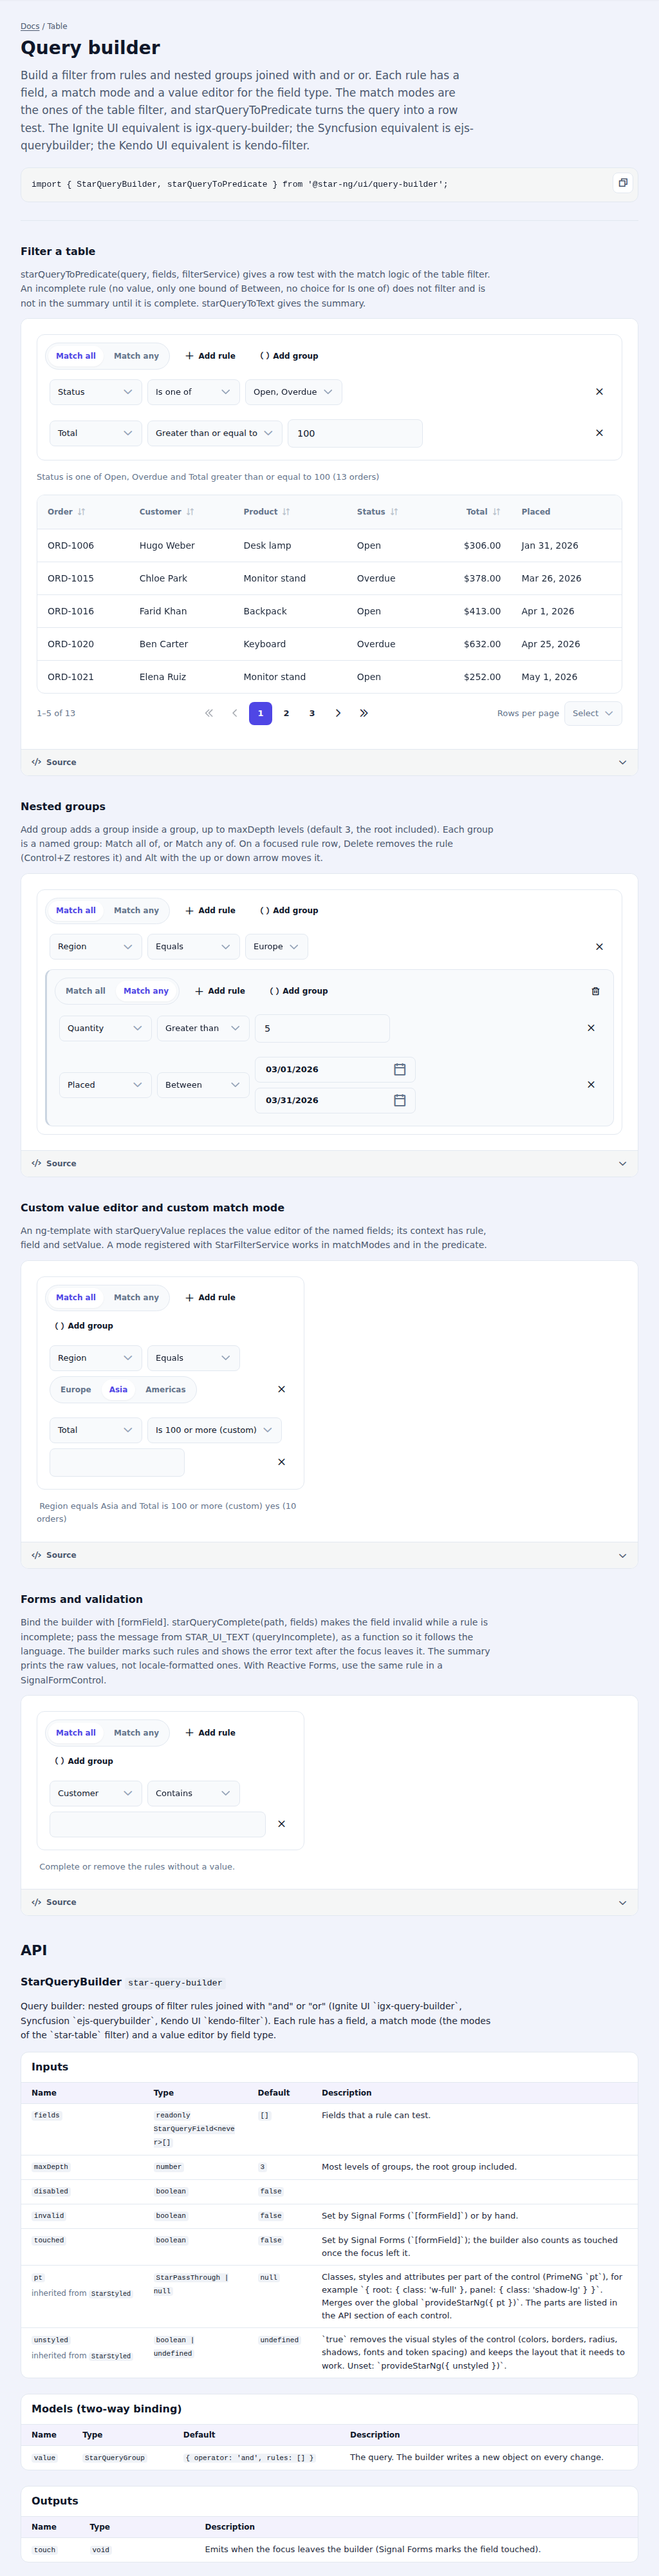 Docs / Table
Query builder
Build a filter from rules and nested groups joined with and or or. Each rule has a
field, a match mode and a value editor for the field type. The match modes are
the ones of the table filter, and starQueryToPredicate turns the query into a row
test. The Ignite UI equivalent is igx-query-builder; the Syncfusion equivalent is ejs-
querybuilder; the Kendo UI equivalent is kendo-filter.
import { StarQueryBuilder, starQueryToPredicate } from '@star-ng/ui/query-builder';
Filter a table
starQueryToPredicate(query, fields, filterService) gives a row test with the match logic of the table filter.
An incomplete rule (no value, only one bound of Between, no choice for Is one of) does not filter and is
not in the summary until it is complete. starQueryToText gives the summary.
Match all Match any Add rule Add group
Status Is one of Open, Overdue
Total Greater than or equal to 100
Status is one of Open, Overdue and Total greater than or equal to 100 (13 orders)
Order Customer Product Status Total Placed
ORD-1006 Hugo Weber Desk lamp Open $306.00 Jan 31, 2026
ORD-1015 Chloe Park Monitor stand Overdue $378.00 Mar 26, 2026
ORD-1016 Farid Khan Backpack Open $413.00 Apr 1, 2026
ORD-1020 Ben Carter Keyboard Overdue $632.00 Apr 25, 2026
ORD-1021 Elena Ruiz Monitor stand Open $252.00 May 1, 2026
1–5 of 13 1 2 3 Rows per page Select
Source
Nested groups
Add group adds a group inside a group, up to maxDepth levels (default 3, the root included). Each group
is a named group: Match all of, or Match any of. On a focused rule row, Delete removes the rule
(Control+Z restores it) and Alt with the up or down arrow moves it.
Match all Match any Add rule Add group
Region Equals Europe
Match all Match any Add rule Add group
Quantity Greater than 5
Placed Between 03/01/2026
03/31/2026
Source
Custom value editor and custom match mode
An ng-template with starQueryValue replaces the value editor of the named fields; its context has rule,
field and setValue. A mode registered with StarFilterService works in matchModes and in the predicate.
Match all Match any Add rule
Add group
Region Equals
Europe Asia Americas
Total Is 100 or more (custom)
Region equals Asia and Total is 100 or more (custom) yes (10
orders)
Source
Forms and validation
Bind the builder with [formField]. starQueryComplete(path, fields) makes the field invalid while a rule is
incomplete; pass the message from STAR_UI_TEXT (queryIncomplete), as a function so it follows the
language. The builder marks such rules and shows the error text after the focus leaves it. The summary
prints the raw values, not locale-formatted ones. With Reactive Forms, use the same rule in a
SignalFormControl.
Match all Match any Add rule
Add group
Customer Contains
Complete or remove the rules without a value.
Source
API
StarQueryBuilder star-query-builder
Query builder: nested groups of filter rules joined with "and" or "or" (Ignite UI `igx-query-builder`,
Syncfusion `ejs-querybuilder`, Kendo UI `kendo-filter`). Each rule has a field, a match mode (the modes
of the `star-table` filter) and a value editor by field type.
Inputs
Name Type Default Description
fields readonly StarQueryField<neve r>[] [] Fields that a rule can test.
maxDepth number 3 Most levels of groups, the root group included.
disabled boolean false
invalid boolean false Set by Signal Forms (`[formField]`) or by hand.
touched boolean false Set by Signal Forms (`[formField]`); the builder also counts as touched
once the focus left it.
pt StarPassThrough | null null Classes, styles and attributes per part of the control (PrimeNG `pt`), for
inherited from StarStyled example `{ root: { class: 'w-full' }, panel: { class: 'shadow-lg' } }`.
Merges over the global `provideStarNg({ pt })`. The parts are listed in
the API section of each control.
unstyled boolean | undefined undefined `true` removes the visual styles of the control (colors, borders, radius,
inherited from StarStyled shadows, fonts and token spacing) and keeps the layout that it needs to
work. Unset: `provideStarNg({ unstyled })`.
Models (two-way binding)
Name Type Default Description
value StarQueryGroup { operator: 'and', rules: [] } The query. The builder writes a new object on every change.
Outputs
Name Type Description
touch void Emits when the focus leaves the builder (Signal Forms marks the field touched).